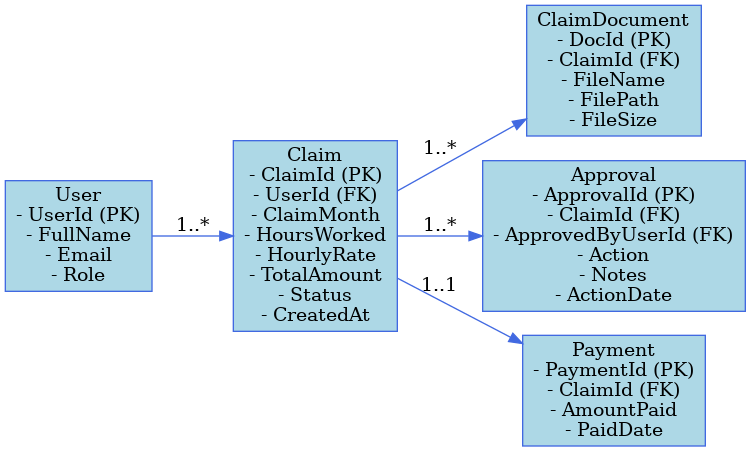 User
- UserId (PK)
- FullName
- Email
- Role
1..*
Claim
- ClaimId (PK)
- UserId (FK)
- ClaimMonth
- HoursWorked
- HourlyRate
- TotalAmount
- Status
- CreatedAt
1..*
ClaimDocument
- DocId (PK)
- ClaimId (FK)
- FileName
- FilePath
- FileSize
1..*
Approval
- ApprovalId (PK)
- ClaimId (FK)
- ApprovedByUserId (FK)
- Action
- Notes
- ActionDate
1..1
Payment
- PaymentId (PK)
- ClaimId (FK)
- AmountPaid
- PaidDate